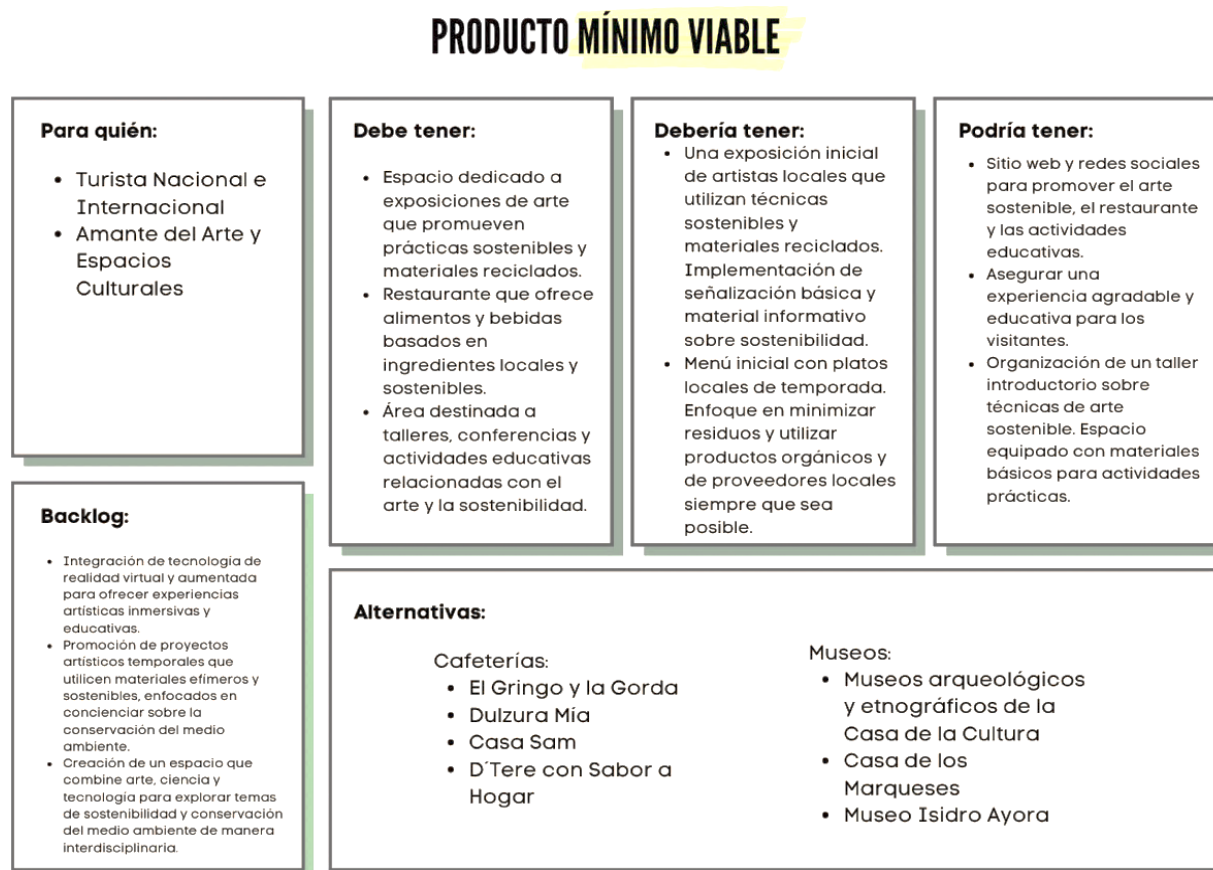 PRODUCTO MÍNIMO VIABLE
Para quién:
• Turista Nacional e
Internacional
• Amante del Arte y
Espacios
Culturales
Debe tener:
• Espacio dedicado a
exposiciones de arte
que promueven
prácticas sostenibles y
materiales reciclados.
• Restaurante que ofrece
alimentos y bebidas
basados en
ingredientes locales y
sostenibles.
• Área destinada a
talleres, conferencias y
actividades educativas
relacionadas con el
arte y la sostenibilidad.
Debería tener:
• Una exposición inicial
de artistas locales que
utilizan técnicas
sostenibles y
materiales reciclados.
Implementación de
señalización básica y
material informativo
sobre sostenibilidad.
• Menú inicial con platos
locales de temporada.
Enfoque en minimizar
residuos y utilizar
productos orgánicos y
de proveedores locales
siempre que sea
posible.
Podría tener:
• Sitio web y redes sociales
para promover el arte
sostenible, el restaurante
y las actividades
educativas.
• Asegurar una
experiencia agradable y
educativa para los
visitantes.
• Organización de un taller
introductorio sobre
técnicas de arte
sostenible. Espacio
equipado con materiales
básicos para actividades
prácticas.
Backlog:
• Integración de tecnología de
realidad virtual y aumentada
para ofrecer experiencias
artísticas inmersivas y
educativas.
• Promoción de proyectos
artísticos temporales que
utilicen materiales efímeros y
sostenibles, enfocados en
concienciar sobre la
conservación del medio
ambiente.
• Creación de un espacio que
combine arte, ciencia y
tecnología para explorar temas
de sostenibilidad y conservación
del medio ambiente de manera
interdisciplinaria.
Alternativas:
Cafeterías:
• El Gringo y la Gorda
• Dulzura Mía
• Casa Sam
• D´Tere con Sabor a
Hogar
Museos:
• Museos arqueológicos
y etnográficos de la
Casa de la Cultura
• Casa de los
Marqueses
• Museo Isidro Ayora